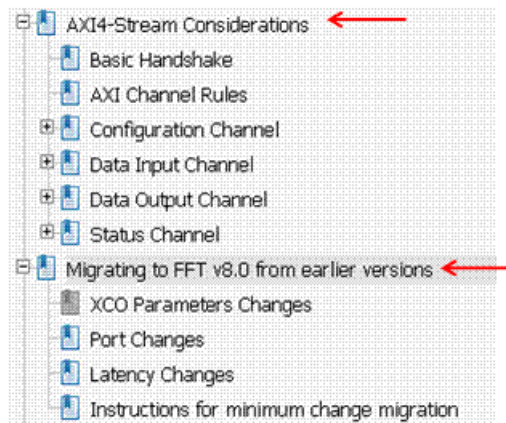 AXI4-Stream Considerations
Basic Handshake
AXI Channel Rules
Configuration Channel
Data Input Channel
Data Output Channel
Status Channel
Migrating to FFT v8.0 from earlier versions
XCO Parameters Changes
Port Changes
Latency Changes
Instructions for minimum change migration